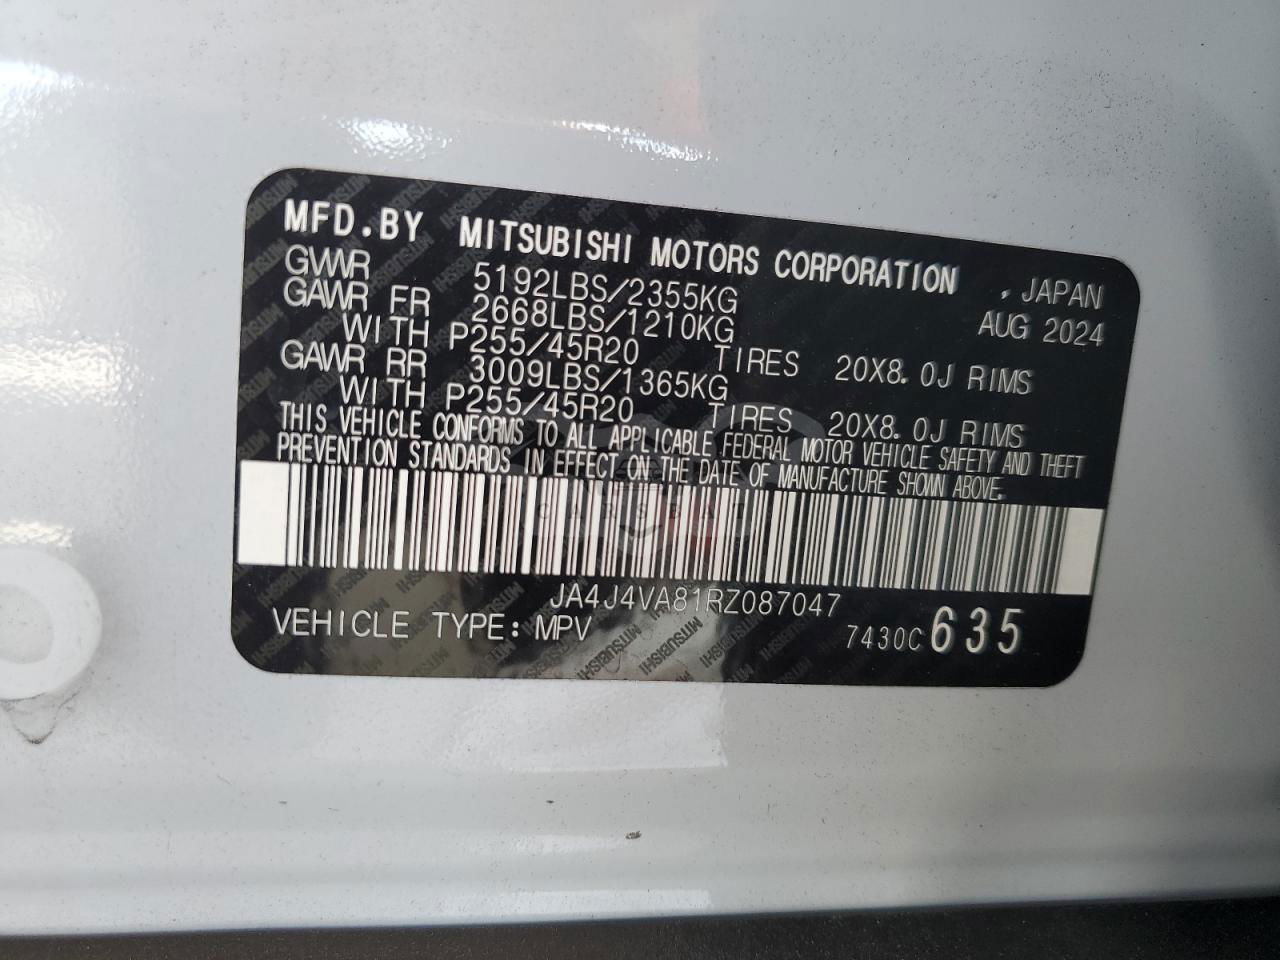 MFD.BY MITSUBISHI MOTORS CORPORATION , JAPAN
GVWR 5192LBS/2355KG AUG 2024
GAWR FR 2668LBS/1210KG
WITH P255/45R20 TIRES 20X8.0J RIMS
GAWR RR 3009LBS/1365KG
WITH P255/45R20 TIRES 20X8.0J RIMS
THIS VEHICLE CONFORMS TO ALL APPLICABLE FEDERAL MOTOR VEHICLE SAFETY AND THEFT
PREVENTION STANDARDS IN EFFECT ON THE DATE OF MANUFACTURE SHOWN ABOVE.
JA4J4VA81RZ087047
VEHICLE TYPE: MPV 7430C 635